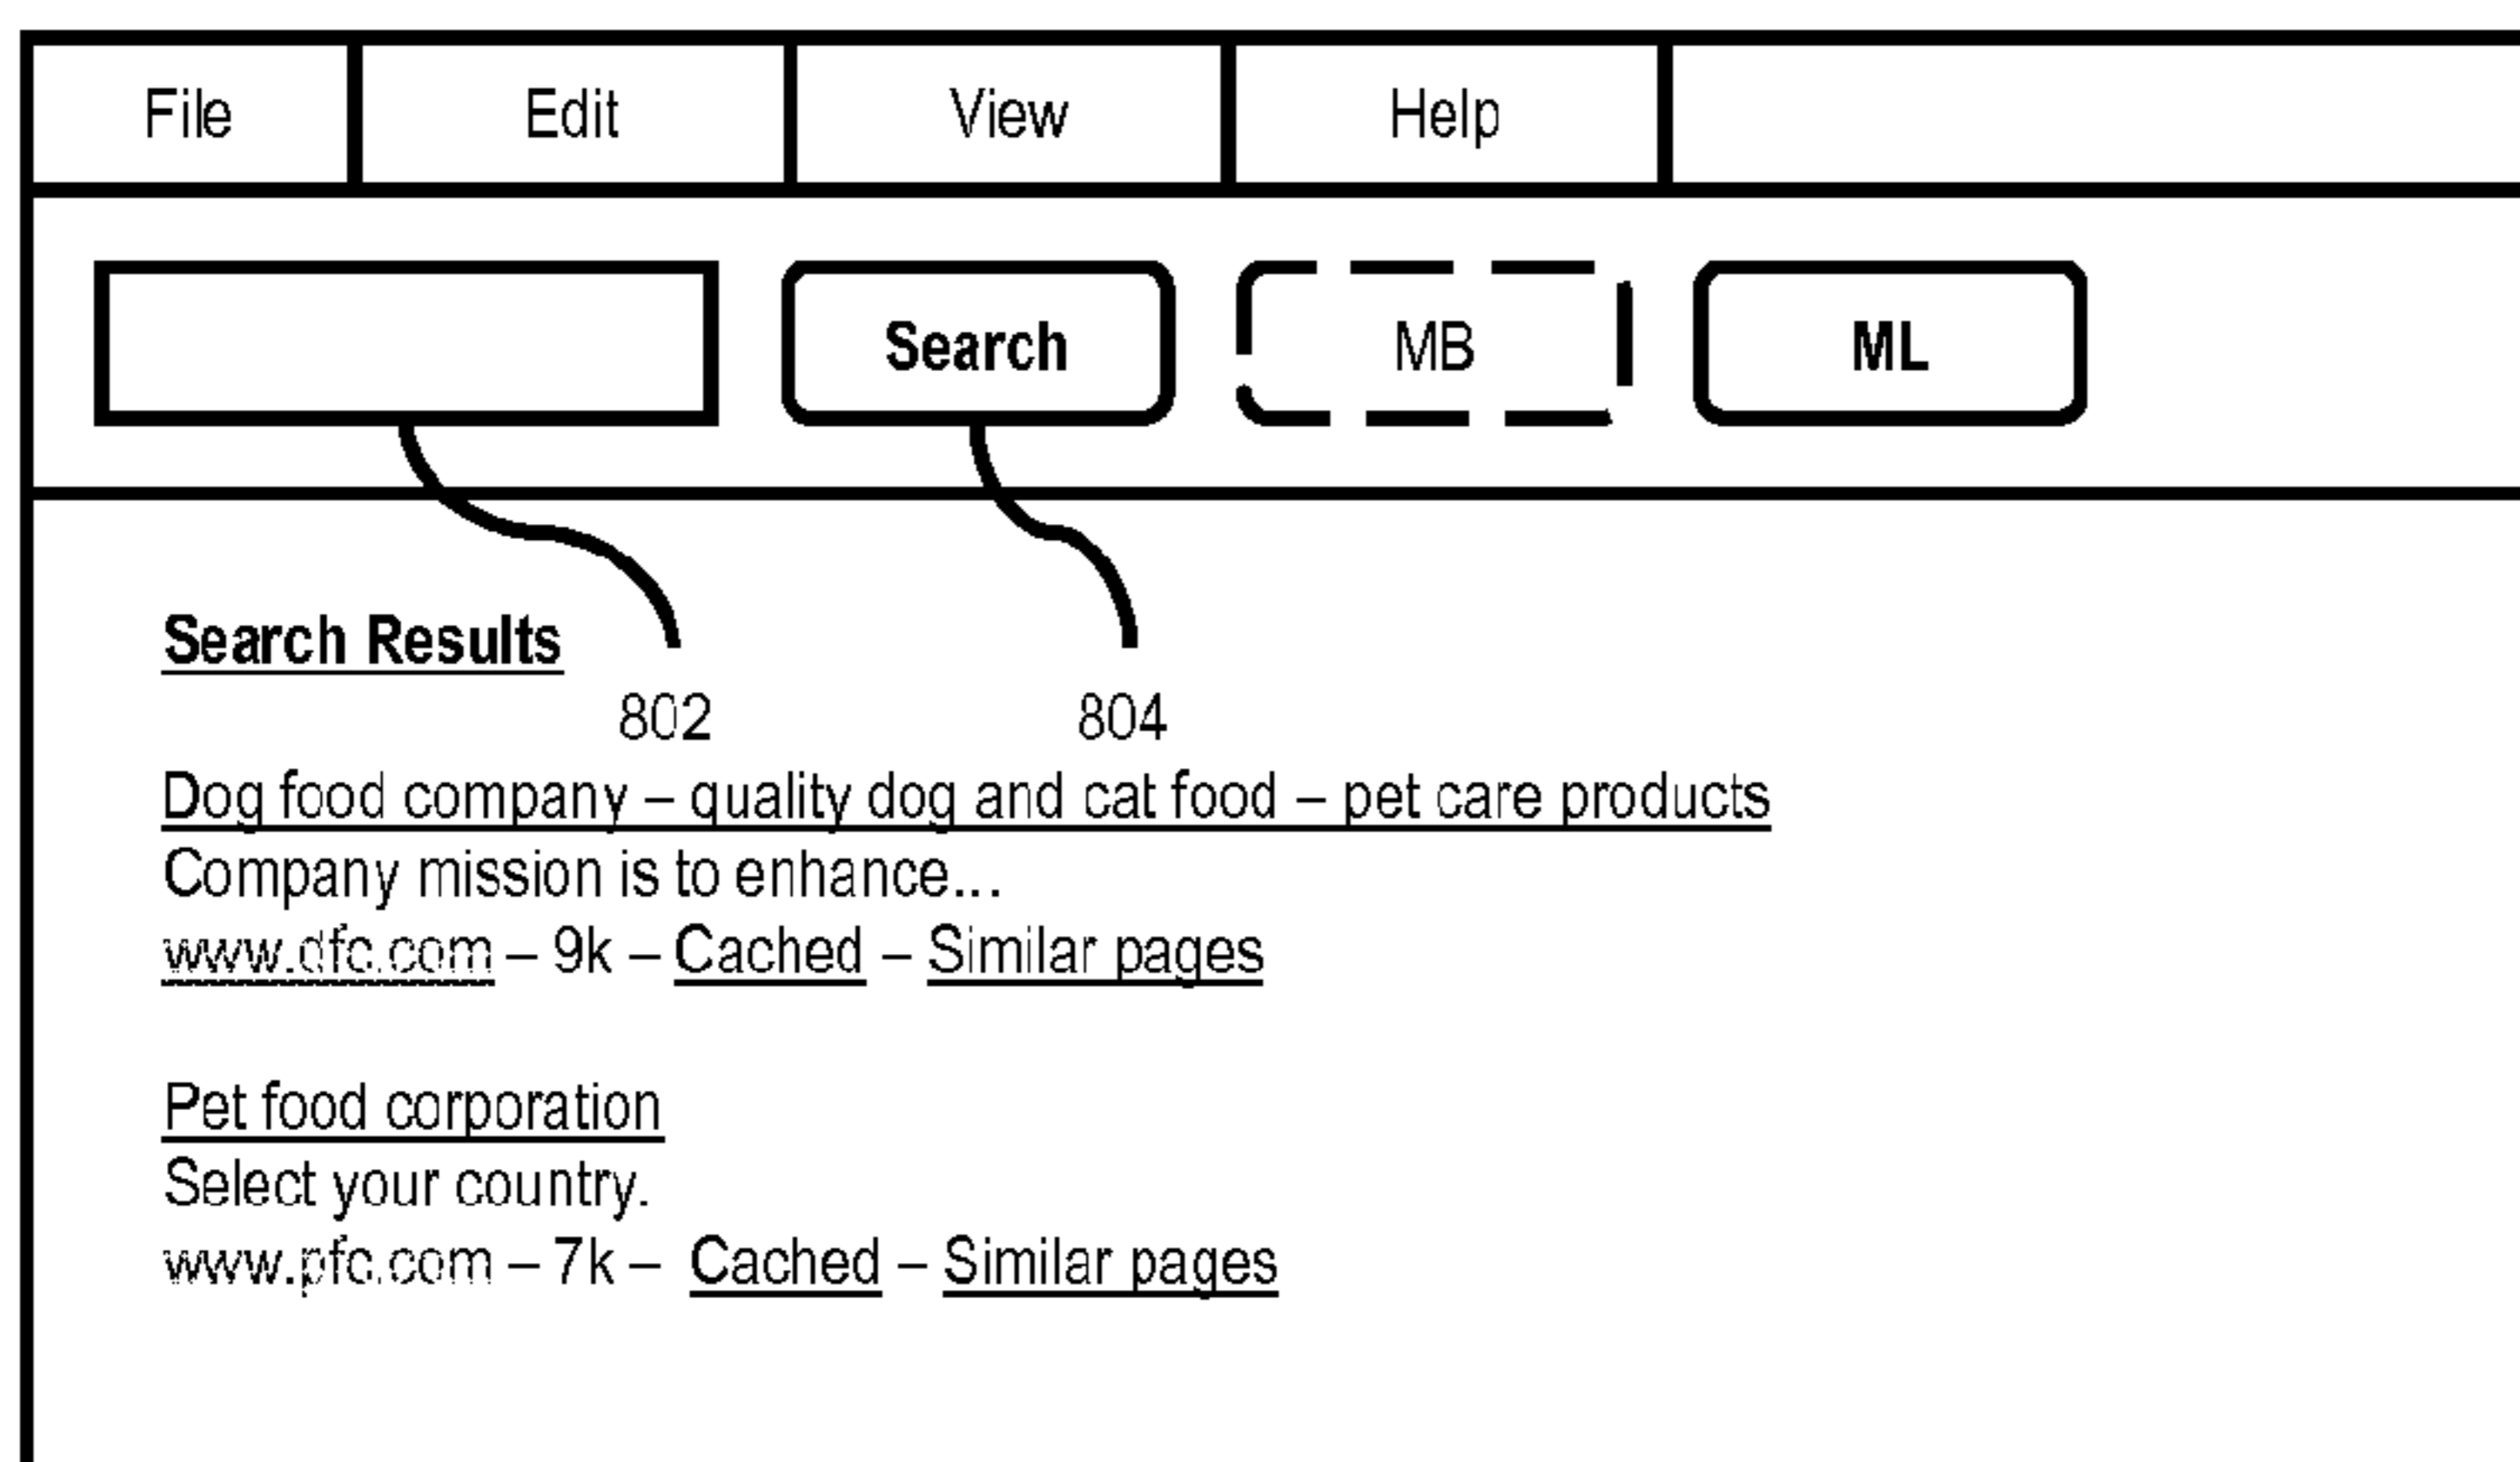 File Edit View Help
Search MB ML
Search Results
802 804
Dog food company – quality dog and cat food – pet care products
Company mission is to enhance...
www.dfc.com – 9k – Cached – Similar pages
Pet food corporation
Select your country.
www.pfc.com – 7k – Cached – Similar pages